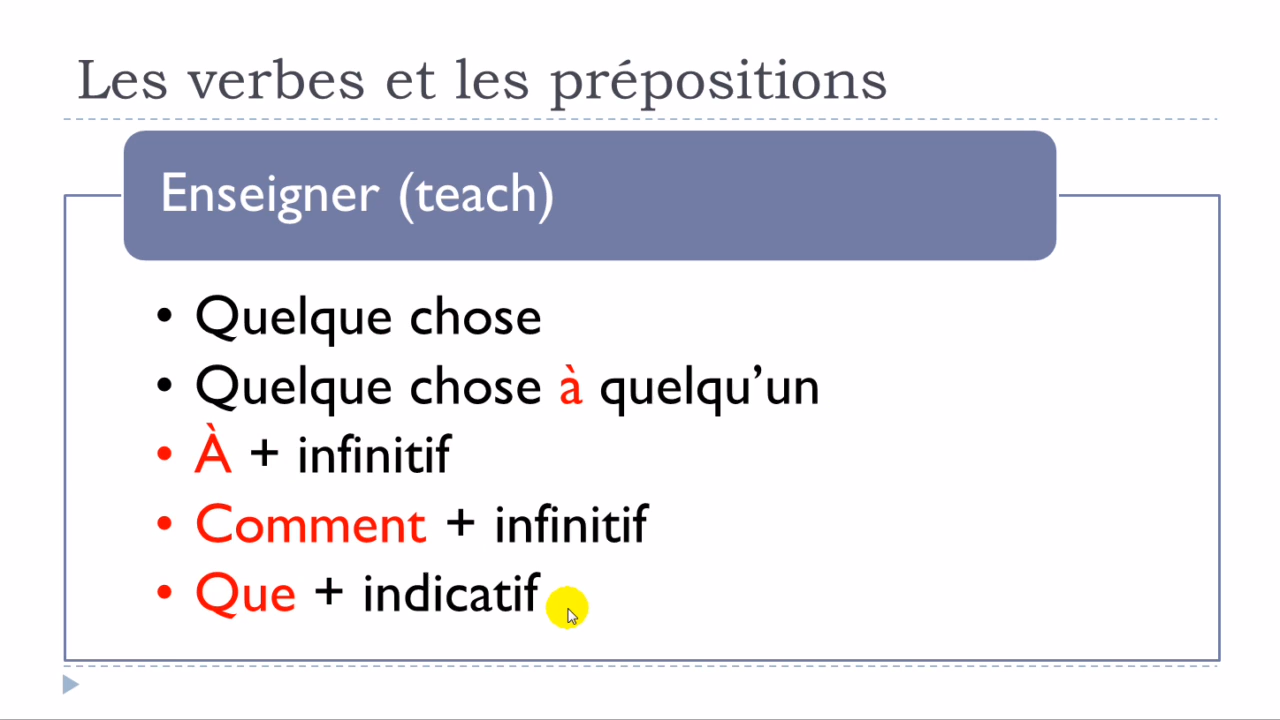 Les verbes et les prépositions
Enseigner (teach)
• Quelque chose
• Quelque chose à quelqu’un
• À + infinitif
• Comment + infinitif
• Que + indicatif